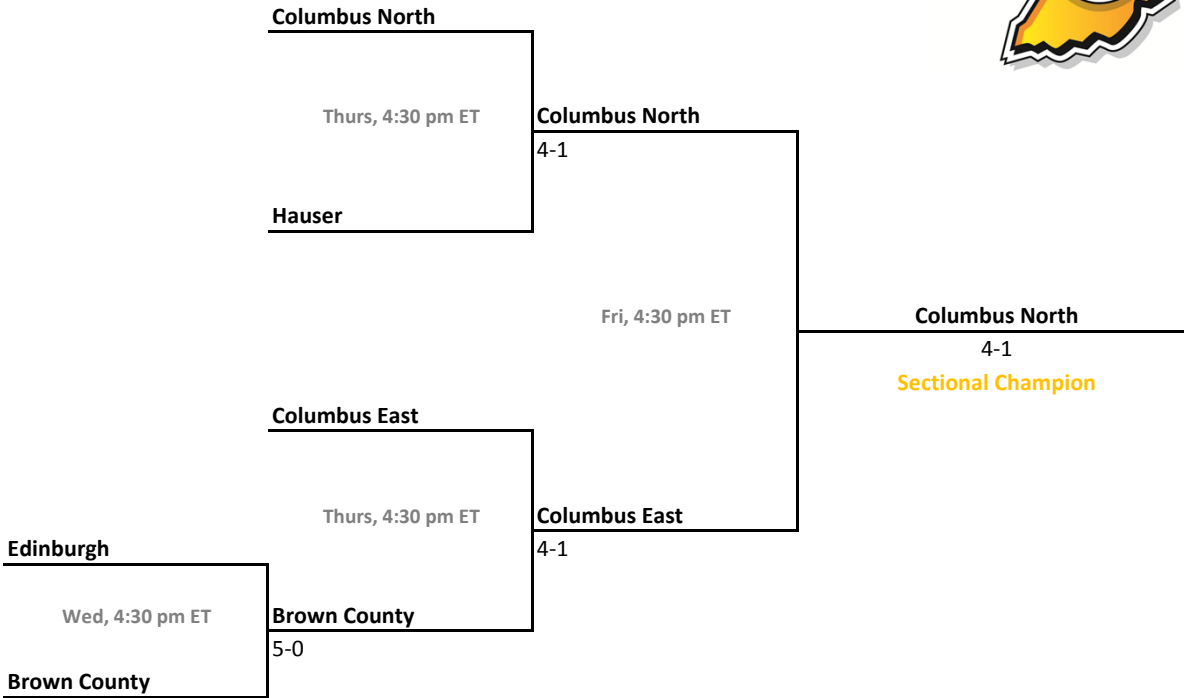 Columbus North
Thurs, 4:30 pm ET
Columbus North
4-1
Hauser
Fri, 4:30 pm ET
Columbus North
4-1
Sectional Champion
Columbus East
Thurs, 4:30 pm ET
Columbus East
4-1
Edinburgh
Wed, 4:30 pm ET
Brown County
5-0
Brown County